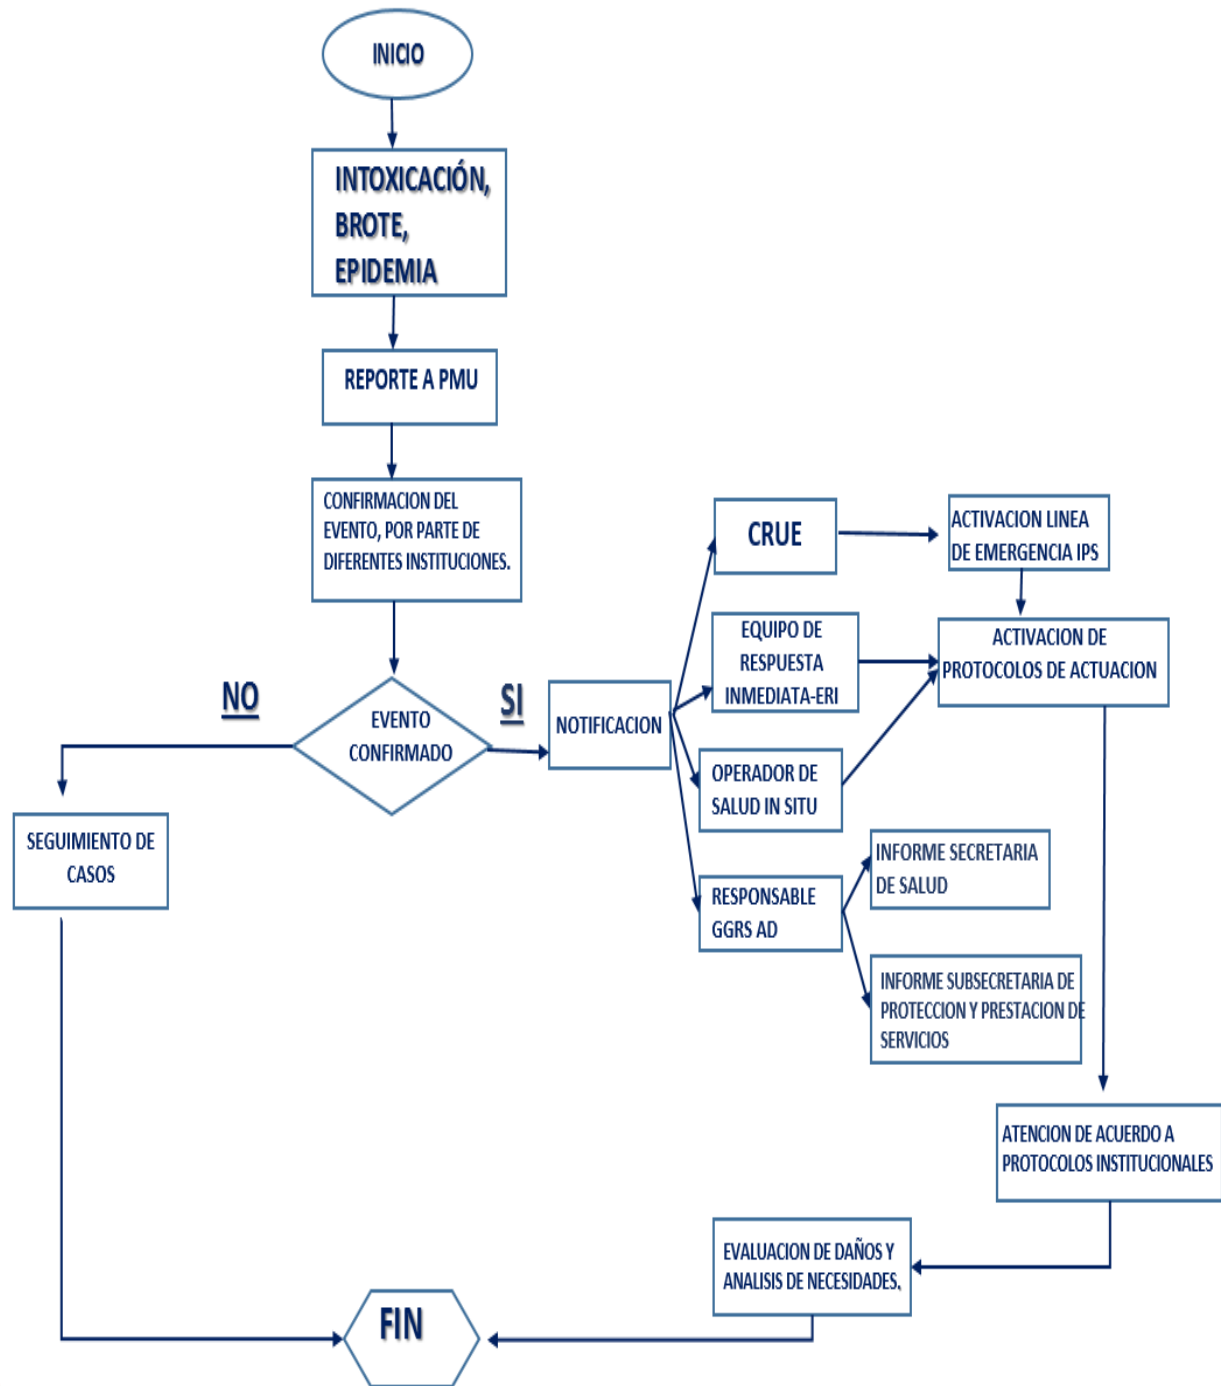 INICIO
INTOXICACIÓN,
BROTE,
EPIDEMIA
REPORTE A PMU
CONFIRMACION DEL
EVENTO, POR PARTE DE
DIFERENTES INSTITUCIONES.
EVENTO
CONFIRMADO
NO
SI
SEGUIMIENTO DE
CASOS
NOTIFICACION
CRUE
ACTIVACION LINEA
DE EMERGENCIA IPS
EQUIPO DE
RESPUESTA
INMEDIATA-ERI
ACTIVACION DE
PROTOCOLOS DE ACTUACION
OPERADOR DE
SALUD IN SITU
RESPONSABLE
GGRS AD
INFORME SECRETARIA
DE SALUD
INFORME SUBSECRETARIA DE
PROTECCION Y PRESTACION DE
SERVICIOS
ATENCION DE ACUERDO A
PROTOCOLOS INSTITUCIONALES
EVALUACION DE DAÑOS Y
ANALISIS DE NECESIDADES.
FIN